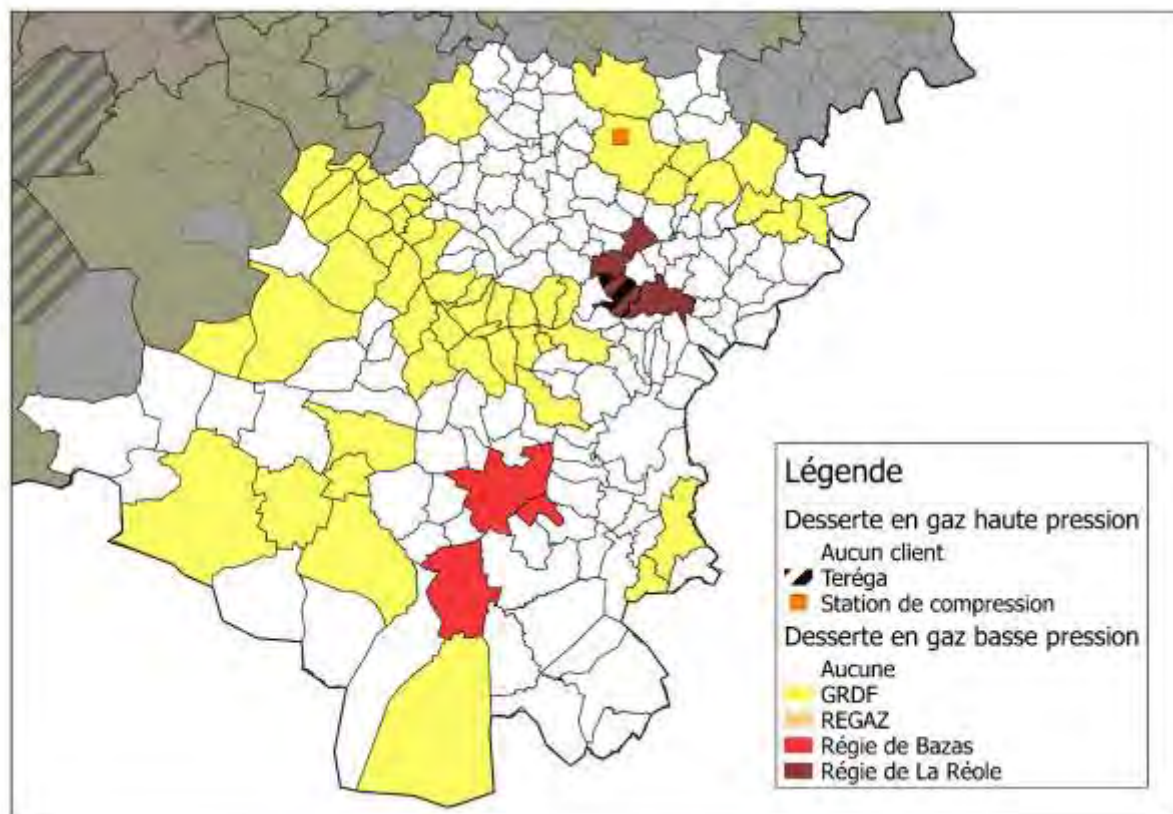 Légende
Desserte en gaz haute pression
Aucun client
Teréga
Station de compression
Desserte en gaz basse pression
Aucune
GRDF
REGAZ
Régie de Bazas
Régie de La Réole